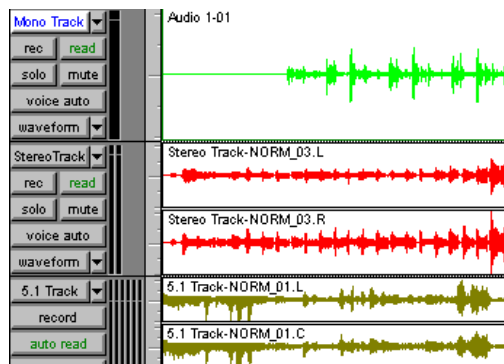 Mono Track
Audio 1-01
rec read
solo mute
voice auto
waveform
Stereo Track
Stereo Track-NORM_03.L
rec read
solo mute
Stereo Track-NORM_03.R
voice auto
waveform
5.1 Track
5.1 Track-NORM_01.L
record
5.1 Track-NORM_01.C
auto read